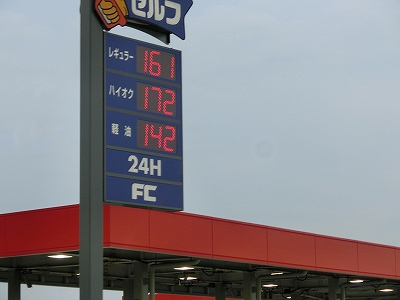 セルフ
レギュラー 161
ハイオク 172
軽油 142
24H
FC